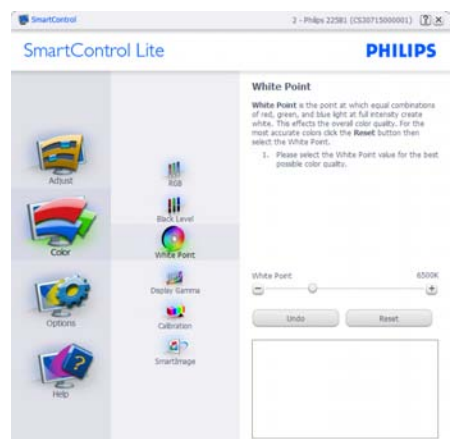 SmartControl
2 - Philips 225B1 (CS30715000001)
SmartControl Lite
PHILIPS
Adjust
Color
Options
Help
RGB
Black Level
White Point
Display Gamma
Calibration
SmartImage
White Point
White Point is the point at which equal combinations
of red, green, and blue light at full intensity create
white. This effects the overall color quality. For the
most accurate colors click the Reset button then
select the White Point.
1. Please select the White Point value for the best
possible color quality.
White Point 6500K
Undo Reset